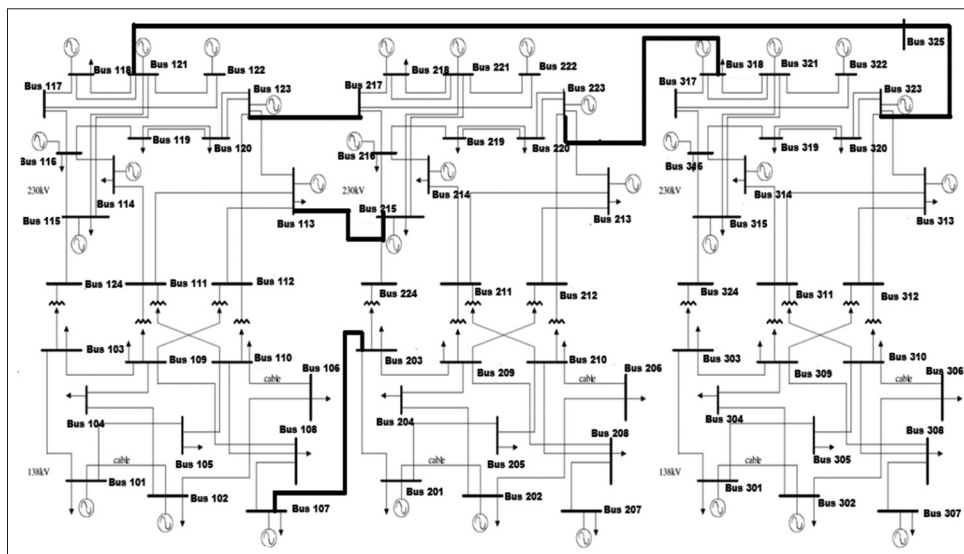 Bus 325
Bus 118
Bus 121
Bus 122
Bus 218
Bus 221
Bus 222
Bus 318
Bus 321
Bus 322
Bus 117
Bus 123
Bus 217
Bus 223
Bus 317
Bus 323
Bus 119
Bus 120
Bus 219
Bus 220
Bus 319
Bus 320
Bus 116
Bus 216
Bus 316
230kV
Bus 114
230kV
Bus 214
230kV
Bus 314
Bus 115
Bus 113
Bus 215
Bus 213
Bus 315
Bus 313
Bus 124
Bus 111
Bus 112
Bus 224
Bus 211
Bus 212
Bus 324
Bus 311
Bus 312
Bus 103
Bus 109
Bus 110
Bus 203
Bus 209
Bus 210
Bus 303
Bus 309
Bus 310
cable
Bus 106
cable
Bus 206
cable
Bus 306
Bus 104
Bus 108
Bus 204
Bus 208
Bus 304
Bus 308
138kV
cable
Bus 105
cable
Bus 205
138kV
cable
Bus 305
Bus 101
Bus 102
Bus 107
Bus 201
Bus 202
Bus 207
Bus 301
Bus 302
Bus 307